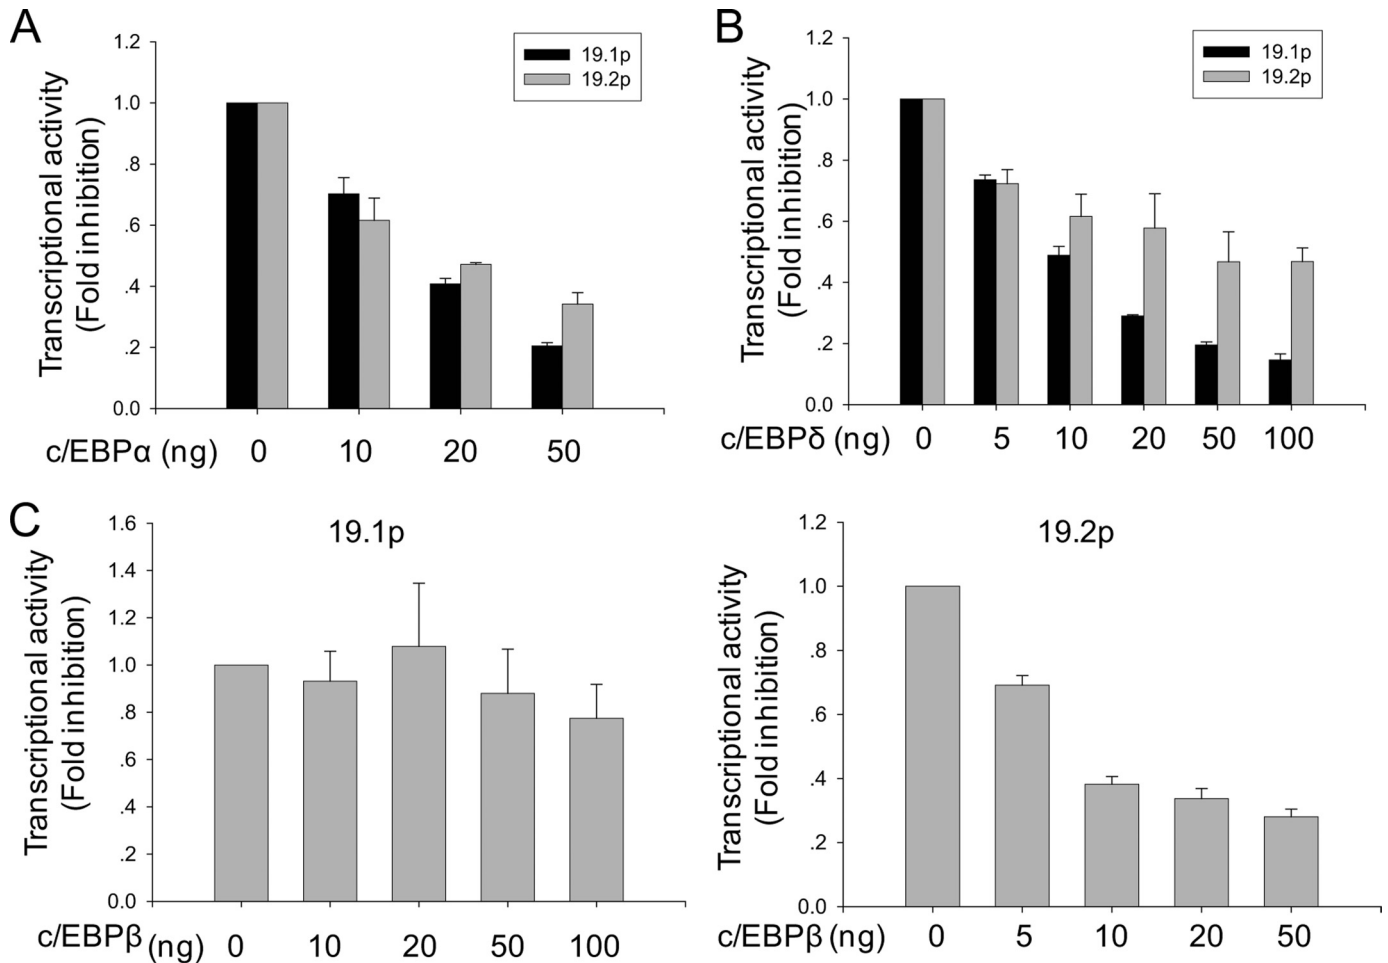 A
Transcriptional activity
(Fold inhibition)
1.2
1.0
.8
.6
.4
.2
0.0
19.1p
19.2p
c/EBPα (ng) 0 10 20 50
B
Transcriptional activity
(Fold inhibition)
1.2
1.0
.8
.6
.4
.2
0.0
19.1p
19.2p
c/EBPδ (ng) 0 5 10 20 50 100
C
19.1p
Transcriptional activity
(Fold inhibition)
1.6
1.4
1.2
1.0
.8
.6
.4
.2
0.0
c/EBPβ (ng) 0 10 20 50 100
19.2p
Transcriptional activity
(Fold inhibition)
1.2
1.0
.8
.6
.4
.2
0.0
c/EBPβ (ng) 0 5 10 20 50